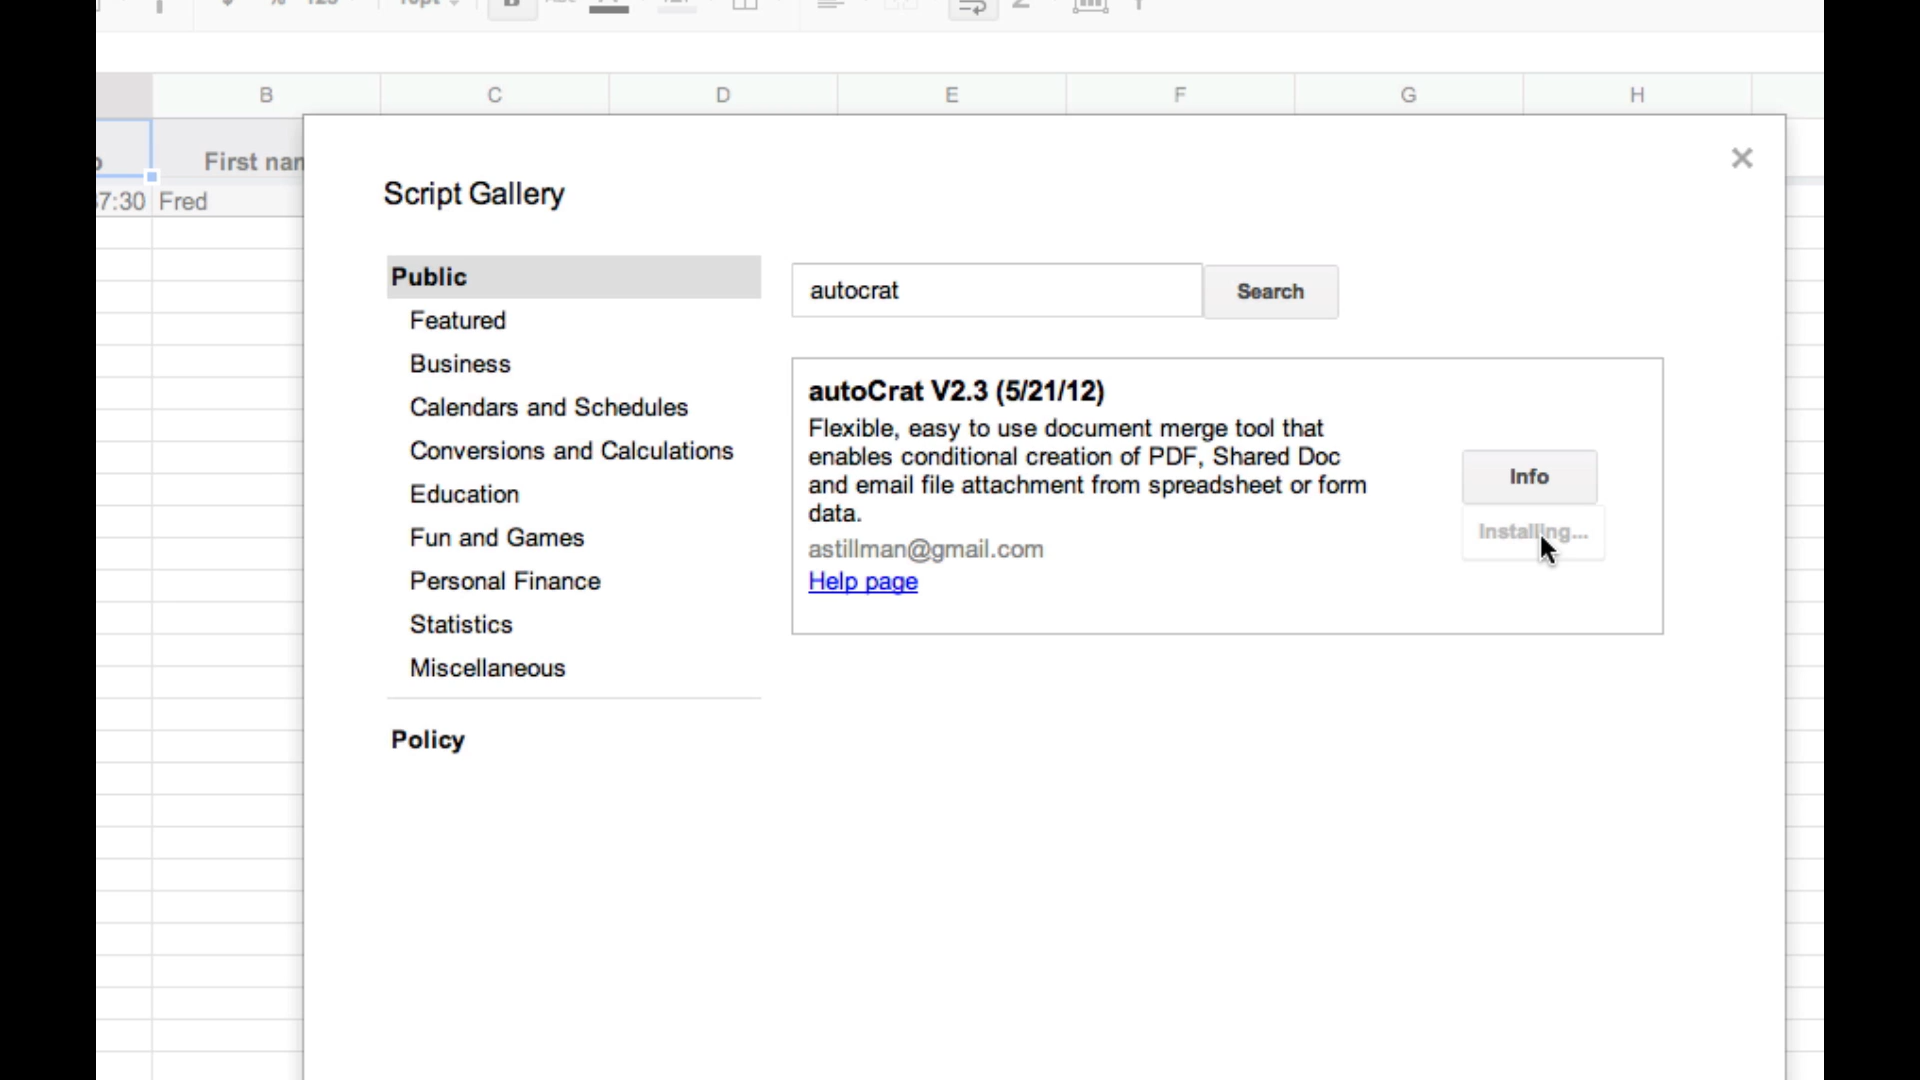 B C D E F G H
First nan
7:30 Fred
Script Gallery
Public
Featured
Business
Calendars and Schedules
Conversions and Calculations
Education
Fun and Games
Personal Finance
Statistics
Miscellaneous
Policy
autocrat
Search
autoCrat V2.3 (5/21/12)
Flexible, easy to use document merge tool that
enables conditional creation of PDF, Shared Doc
and email file attachment from spreadsheet or form
data.
astillman@gmail.com
Help page
Info
Installing...